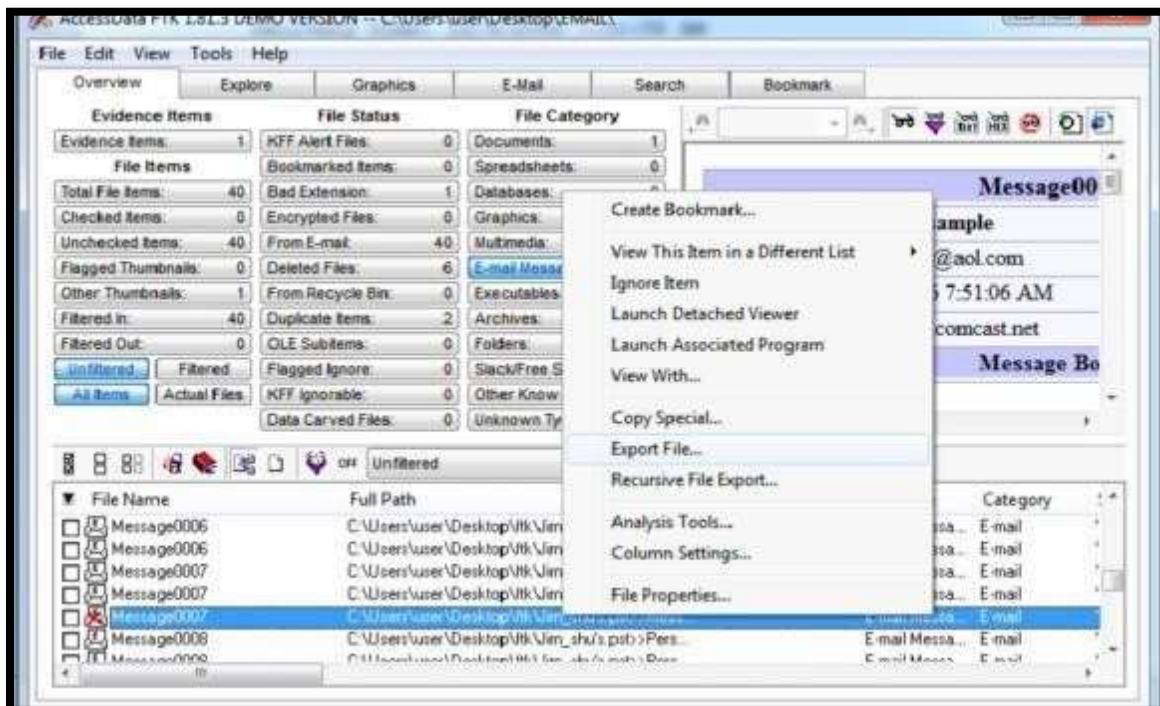 AccessData FTK 1.81.3 DEMO VERSION -- C:\Users\user\Desktop\EMAIL\
File Edit View Tools Help
Overview Explore Graphics E-Mail Search Bookmark
Evidence Items File Status File Category
Evidence Items: 1 KFF Alert Files: 0 Documents: 1
File Items Bookmarked Items: 0 Spreadsheets: 0
Total File Items: 40 Bad Extension: 1 Databases:
Checked Items: 0 Encrypted Files: 0 Graphics:
Unchecked Items: 40 From E-mail: 40 Multimedia:
Flagged Thumbnails: 0 Deleted Files: 6 E-mail Messa
Other Thumbnails: 1 From Recycle Bin: 0 Executables
Filtered In: 40 Duplicate Items: 2 Archives:
Filtered Out: 0 OLE Subitems: 0 Folders:
Unfiltered Filtered Flagged Ignore: 0 Slack/Free S
All Items Actual Files KFF Ignorable: 0 Other Know
Data Carved Files: 0 Unknown Ty
Message00
ample
@aol.com
7:51:06 AM
comcast.net
Message Bo
Create Bookmark...
View This Item in a Different List
Ignore Item
Launch Detached Viewer
Launch Associated Program
View With...
Copy Special...
Export File...
Recursive File Export...
Analysis Tools...
Column Settings...
File Properties...
OFF Unfiltered
File Name Full Path Category
Message0006 C:\Users\user\Desktop\ftk\Jim ssa... E-mail
Message0006 C:\Users\user\Desktop\ftk\Jim ssa... E-mail
Message0007 C:\Users\user\Desktop\ftk\Jim ssa... E-mail
Message0007 C:\Users\user\Desktop\ftk\Jim ssa... E-mail
Message0007 C:\Users\user\Desktop\ftk\Jim_shu's.pst>>Mess... E-mail Messa... E-mail
Message0008 C:\Users\user\Desktop\ftk\Jim_shu's.pst>>Pers... E-mail Messa... E-mail